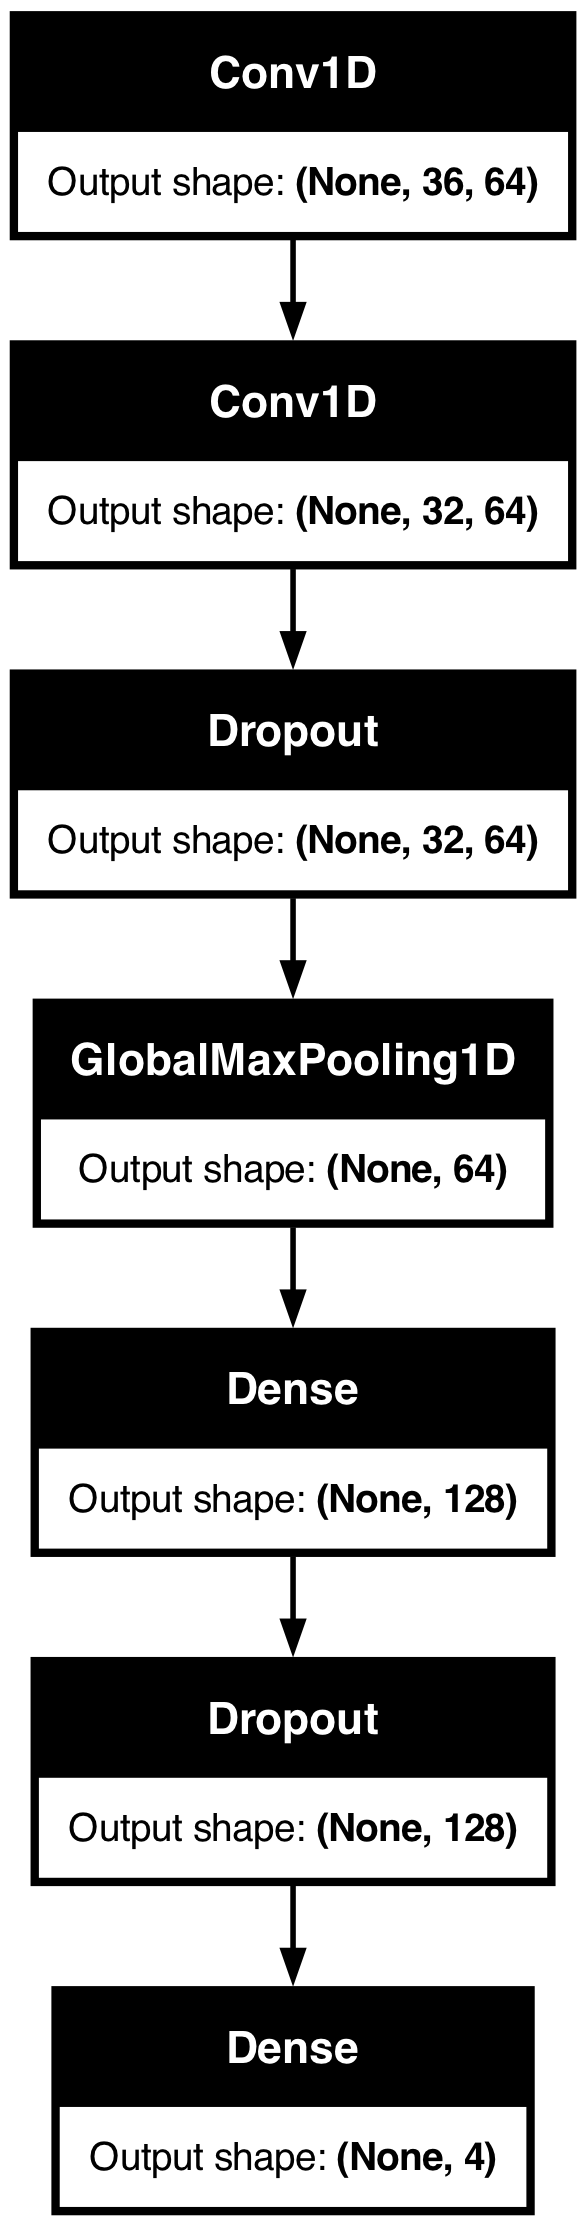 Conv1D
Output shape: (None, 36, 64)
Conv1D
Output shape: (None, 32, 64)
Dropout
Output shape: (None, 32, 64)
GlobalMaxPooling1D
Output shape: (None, 64)
Dense
Output shape: (None, 128)
Dropout
Output shape: (None, 128)
Dense
Output shape: (None, 4)